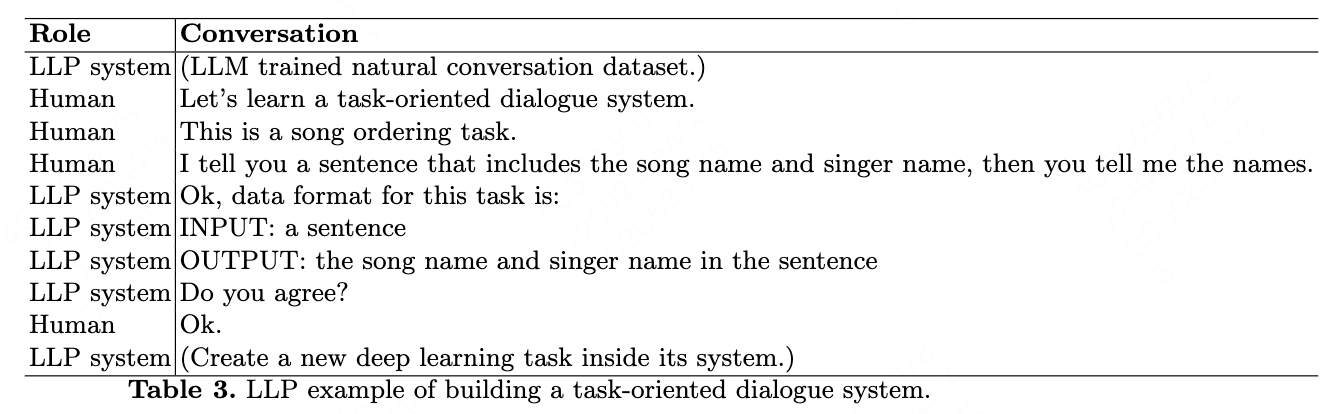 Role Conversation
LLP system (LLM trained natural conversation dataset.)
Human Let's learn a task-oriented dialogue system.
Human This is a song ordering task.
Human I tell you a sentence that includes the song name and singer name, then you tell me the names.
LLP system Ok, data format for this task is:
LLP system INPUT: a sentence
LLP system OUTPUT: the song name and singer name in the sentence
LLP system Do you agree?
Human Ok.
LLP system (Create a new deep learning task inside its system.)
Table 3. LLP example of building a task-oriented dialogue system.